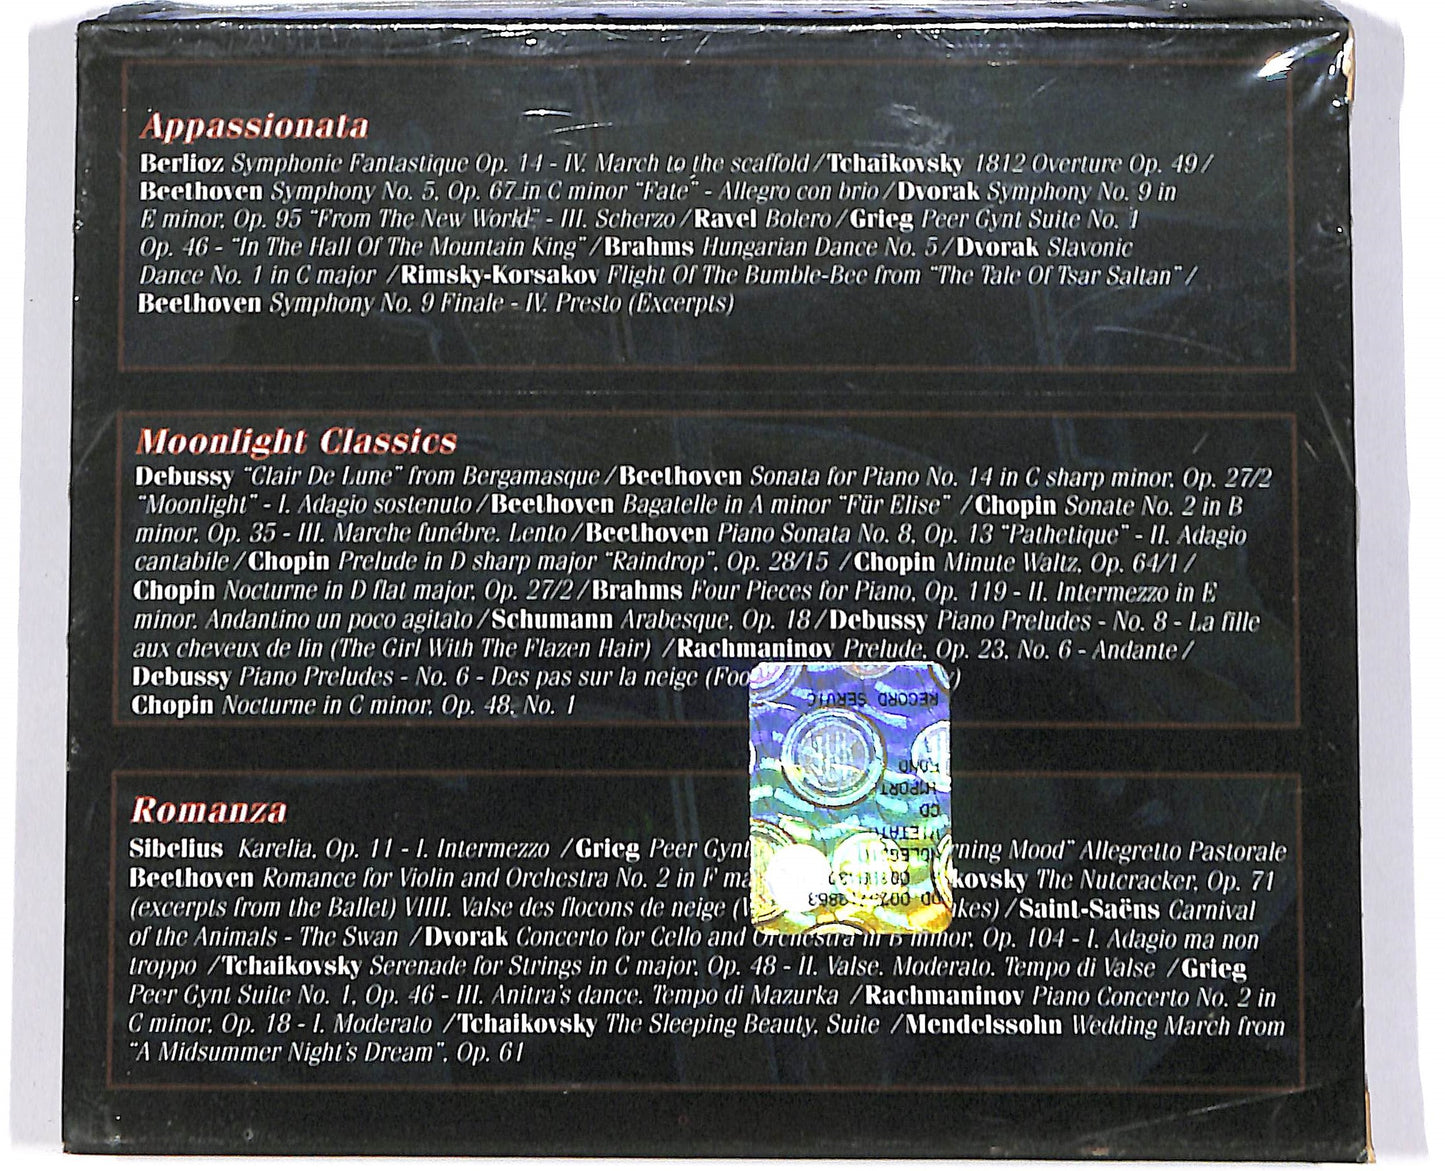 Appassionata
Berlioz Symphonic Fantastique Op. 14 - IV. March to the scaffold / Tchaikovsky 1812 Overture Op. 49 /
Beethoven Symphony No. 5, Op. 67 in C minor "Fate" - Allegro con brio / Dvorak Symphony No. 9 in
E minor, Op. 95 "From The New World" - III. Scherzo / Ravel Bolero / Grieg Peer Gynt Suite No. 1
Op. 46 - "In The Hall Of The Mountain King" / Brahms Hungarian Dance No. 5 / Dvorak Slavonic
Dance No. 1 in C major / Rimsky-Korsakov Flight Of The Bumble-Bee from "The Tale Of Tsar Saltan" /
Beethoven Symphony No. 9 Finale - IV. Presto (Excerpts)
Moonlight Classics
Debussy "Clair De Lune" from Bergamasque / Beethoven Sonata for Piano No. 14 in C sharp minor, Op. 27/2
"Moonlight" - I. Adagio sostenuto / Beethoven Bagatelle in A minor "Für Elise" / Chopin Sonate No. 2 in B
minor, Op. 35 - III. Marche funébre. Lento / Beethoven Piano Sonata No. 8, Op. 13 "Pathetique" - II. Adagio
cantabile / Chopin Prelude in D sharp major "Raindrop", Op. 28/15 / Chopin Minute Waltz, Op. 64/1 /
Chopin Nocturne in D flat major, Op. 27/2 / Brahms Four Pieces for Piano, Op. 119 - II. Intermezzo in E
minor. Andantino un poco agitato / Schumann Arabesque, Op. 18 / Debussy Piano Preludes - No. 8 - La fille
aux cheveux de lin (The Girl With The Flazen Hair) / Rachmaninov Prelude, Op. 23, No. 6 - Andante /
Debussy Piano Preludes - No. 6 - Des pas sur la neige (Foo
Chopin Nocturne in C minor, Op. 48, No. 1
RECORD SERVIC
IMPORT
CD
Romanza
Sibelius Karelia, Op. 11 - I. Intermezzo / Grieg Peer Gyn rning Mood" Allegretto Pastorale
Beethoven Romance for Violin and Orchestra No. 2 in F ma kovsky The Nutcracker, Op. 71
(excerpts from the Ballet) VIIII. Valse des flocons de neige ( kes) / Saint-Saëns Carnival
of the Animals - The Swan / Dvorak Concerto for Cello and Orchestra in B minor, Op. 104 - I. Adagio ma non
troppo / Tchaikovsky Serenade for Strings in C major, Op. 48 - II. Valse. Moderato. Tempo di Valse / Grieg
Peer Gynt Suite No. 1, Op. 46 - III. Anitra's dance. Tempo di Mazurka / Rachmaninov Piano Concerto No. 2 in
C minor, Op. 18 - I. Moderato / Tchaikovsky The Sleeping Beauty, Suite / Mendelssohn Wedding March from
"A Midsummer Night's Dream", Op. 61